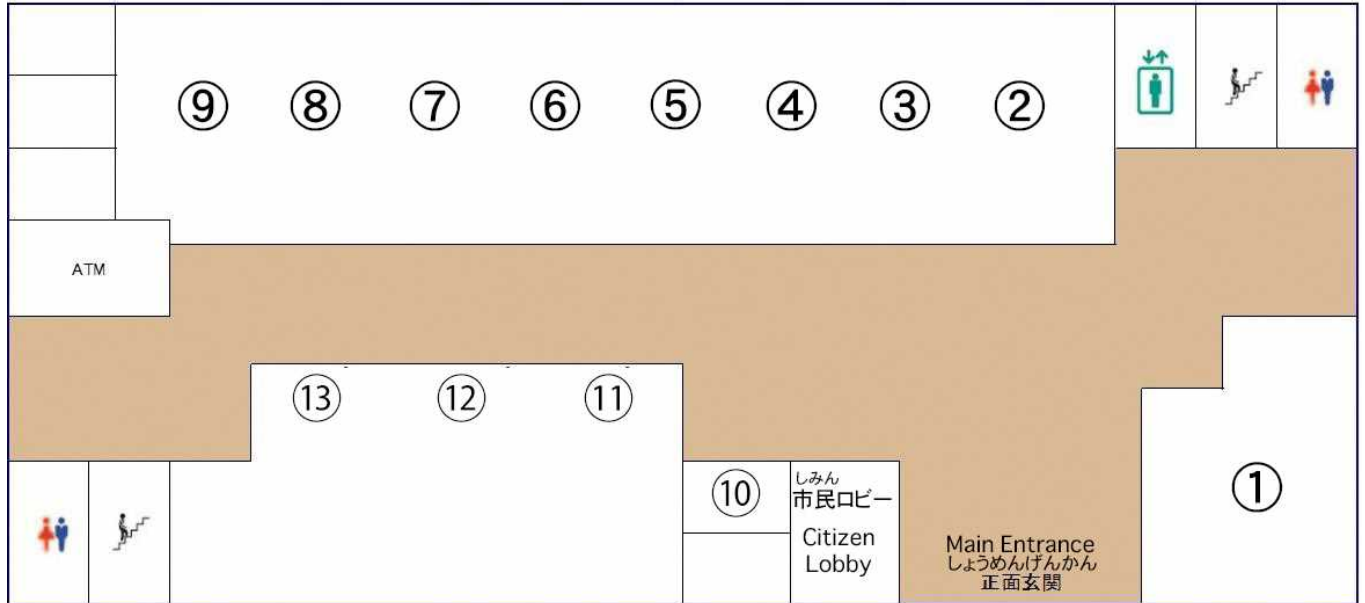 ⑨ ⑧ ⑦ ⑥ ⑤ ④ ③ ②
ATM
⑬ ⑫ ⑪
⑩
しみん
市民ロビー
Citizen
Lobby
①
Main Entrance
しょうめんげんかん
正面玄関